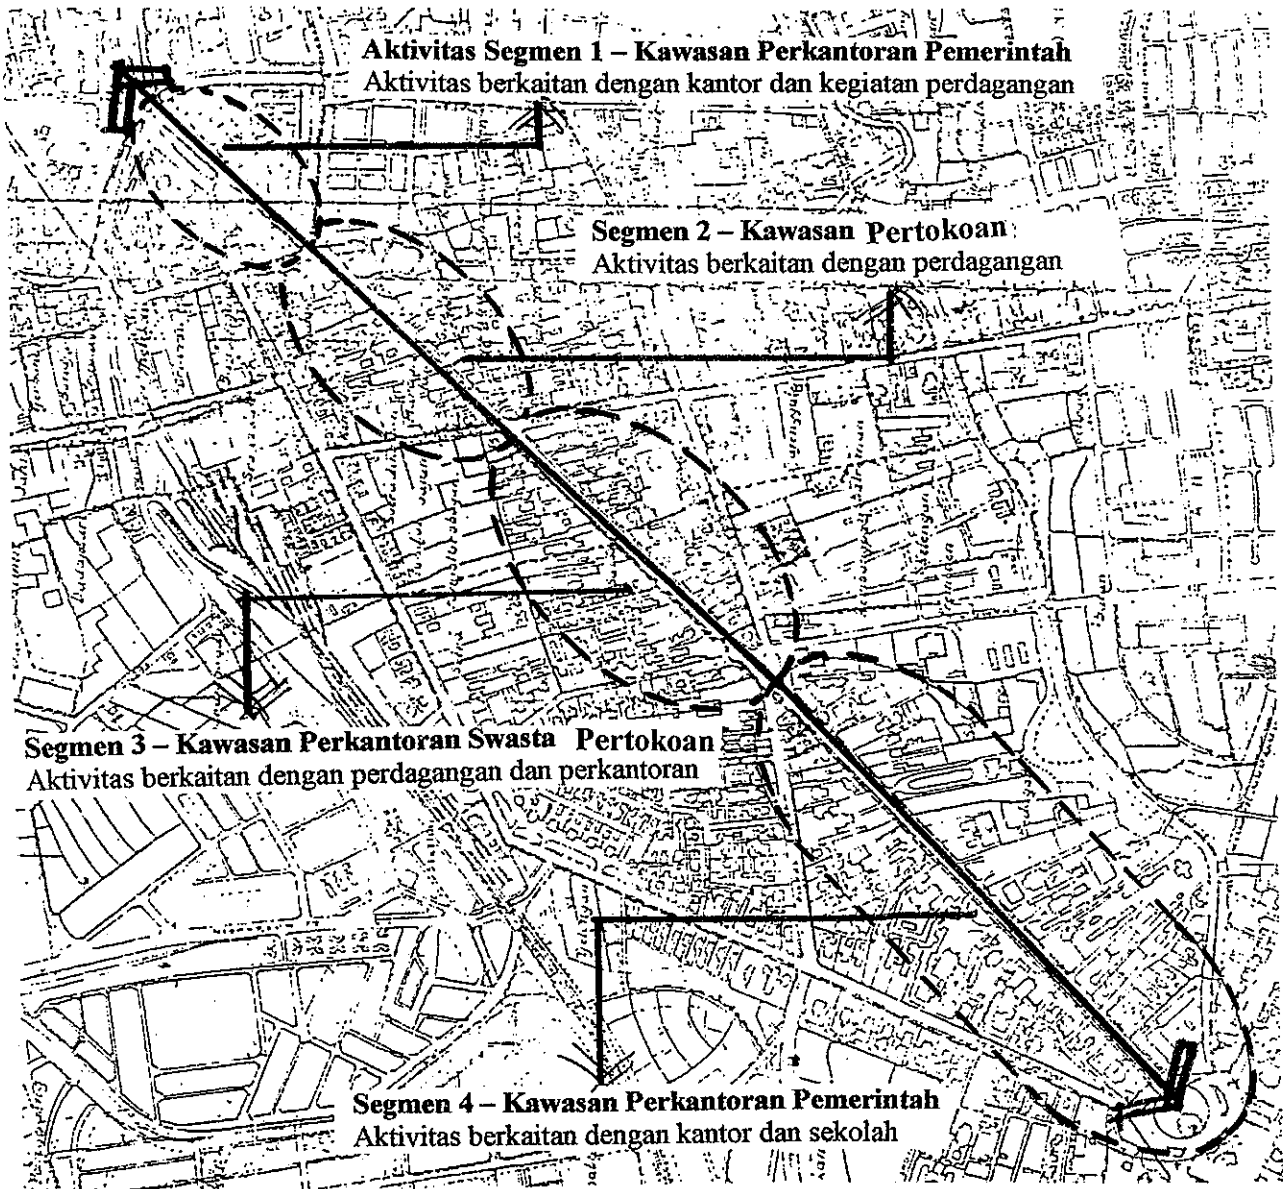 Aktivitas Segmen 1 – Kawasan Perkantoran Pemerintah
Aktivitas berkaitan dengan kantor dan kegiatan perdagangan
Segmen 2 – Kawasan Pertokoan
Aktivitas berkaitan dengan perdagangan
Segmen 3 – Kawasan Perkantoran Swasta Pertokoan
Aktivitas berkaitan dengan perdagangan dan perkantoran
Segmen 4 – Kawasan Perkantoran Pemerintah
Aktivitas berkaitan dengan kantor dan sekolah